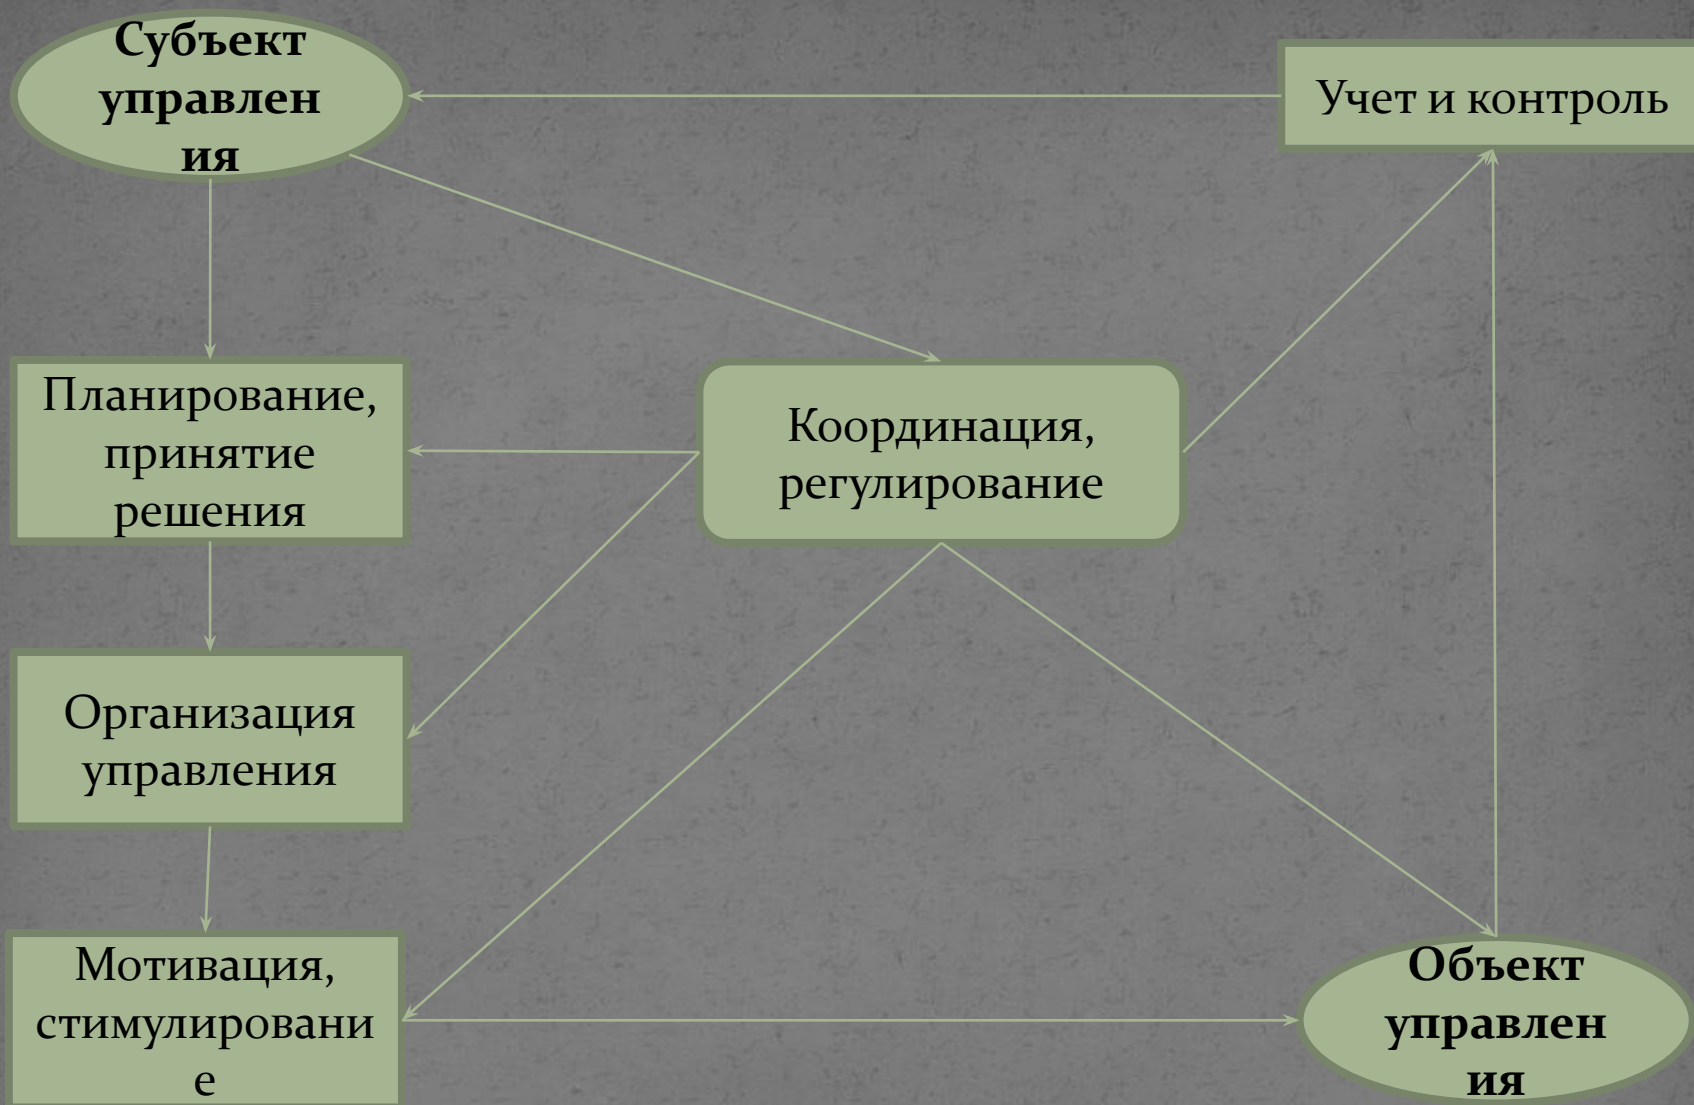 Субъект
управлен
ия
Учет и контроль
Планирование,
принятие
решения
Координация,
регулирование
Организация
управления
Мотивация,
стимулировани
е
Объект
управлен
ия